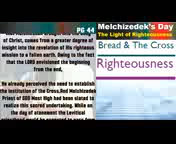 PG 44
of Christ, comes from a greater degree of
insight into the revelation of His righteous
mission to a fallen earth. Owing to the fact
that the LORD envisioned the beginning
from the end,
He already perceived the need to establish
the institution of the Cross, And Melchizedek
Priest of GOD Most High had been slated to
realize this sacred undertaking. While on
the day of atonement the Levitical
Melchizedek's Day
The Light of Righteousness
Bread & The Cross
Righteousness